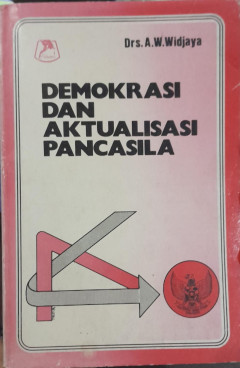 Drs. A.W. Widjaya
DEMOKRASI
DAN
AKTUALISASI
PANCASILA